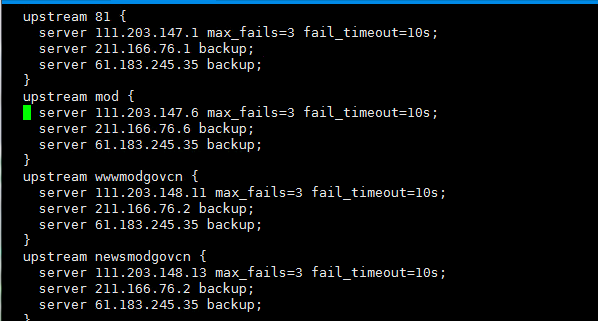 upstream 81 {
server 111.203.147.1 max_fails=3 fail_timeout=10s;
server 211.166.76.1 backup;
server 61.183.245.35 backup;
}
upstream mod {
server 111.203.147.6 max_fails=3 fail_timeout=10s;
server 211.166.76.6 backup;
server 61.183.245.35 backup;
}
upstream wwwmodgovcn {
server 111.203.148.11 max_fails=3 fail_timeout=10s;
server 211.166.76.2 backup;
server 61.183.245.35 backup;
}
upstream newsmodgovcn {
server 111.203.148.13 max_fails=3 fail_timeout=10s;
server 211.166.76.2 backup;
server 61.183.245.35 backup;
}